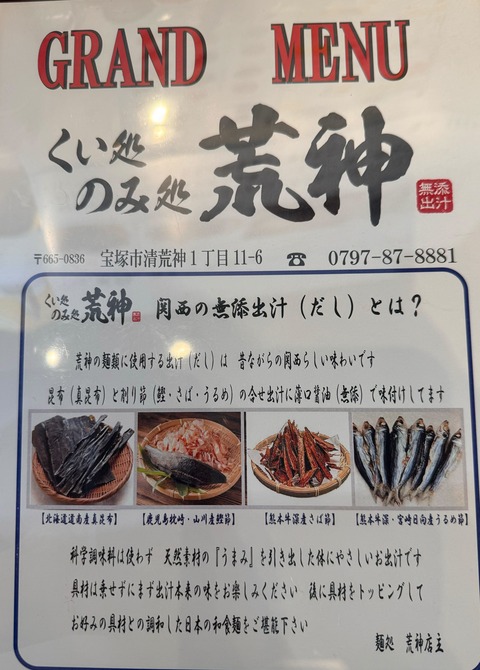 GRAND MENU
くい処
のみ処 荒神
無添
出汁
〒665-0836 宝塚市清荒神1丁目11-6 ☎ 0797-87-8881
くい処
のみ処 荒神 関西の無添出汁（だし）とは？
荒神の麺類に使用する出汁（だし）は 昔ながらの関西らしい味わいです
昆布（真昆布）と削り節（鰹・さば・うるめ）の合せ出汁に薄口醤油（無添）で味付けしてます
【北海道道南産真昆布】 【鹿児島枕崎・山川産鰹節】 【熊本牛深産さば節】 【熊本牛深・宮崎日向産うるめ節】
科学調味料は使わず 天然素材の『うまみ』を引き出した体にやさしいお出汁です
具材は乗せずにまず出汁本来の味をお楽しみください 後に具材をトッピングして
お好みの具材との調和した日本の和食麺をご堪能下さい
麺処 荒神店主